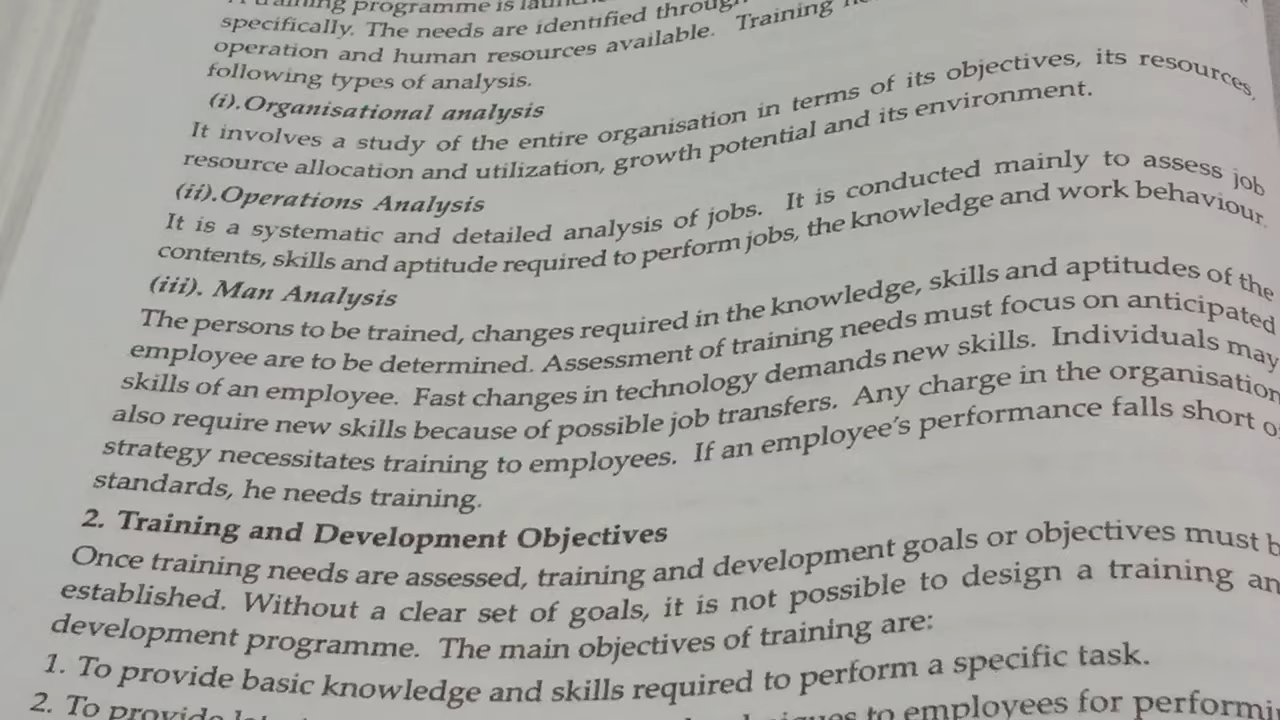 training programme is
specifically. The needs are identified through
operation and human resources available. Training
following types of analysis.
(i).Organisational analysis
It involves a study of the entire organisation in terms of its objectives, its resources,
resource allocation and utilization, growth potential and its environment.
(ii).Operations Analysis
It is a systematic and detailed analysis of jobs. It is conducted mainly to assess job
contents, skills and aptitude required to perform jobs, the knowledge and work behaviour.
(iii). Man Analysis
The persons to be trained, changes required in the knowledge, skills and aptitudes of the
employee are to be determined. Assessment of training needs must focus on anticipated
skills of an employee. Fast changes in technology demands new skills. Individuals may
also require new skills because of possible job transfers. Any charge in the organisation
strategy necessitates training to employees. If an employee's performance falls short
standards, he needs training.
2. Training and Development Objectives
Once training needs are assessed, training and development goals or objectives must
established. Without a clear set of goals, it is not possible to design a training
development programme. The main objectives of training are:
1. To provide basic knowledge and skills required to perform a specific task.
2. To provide to employees for